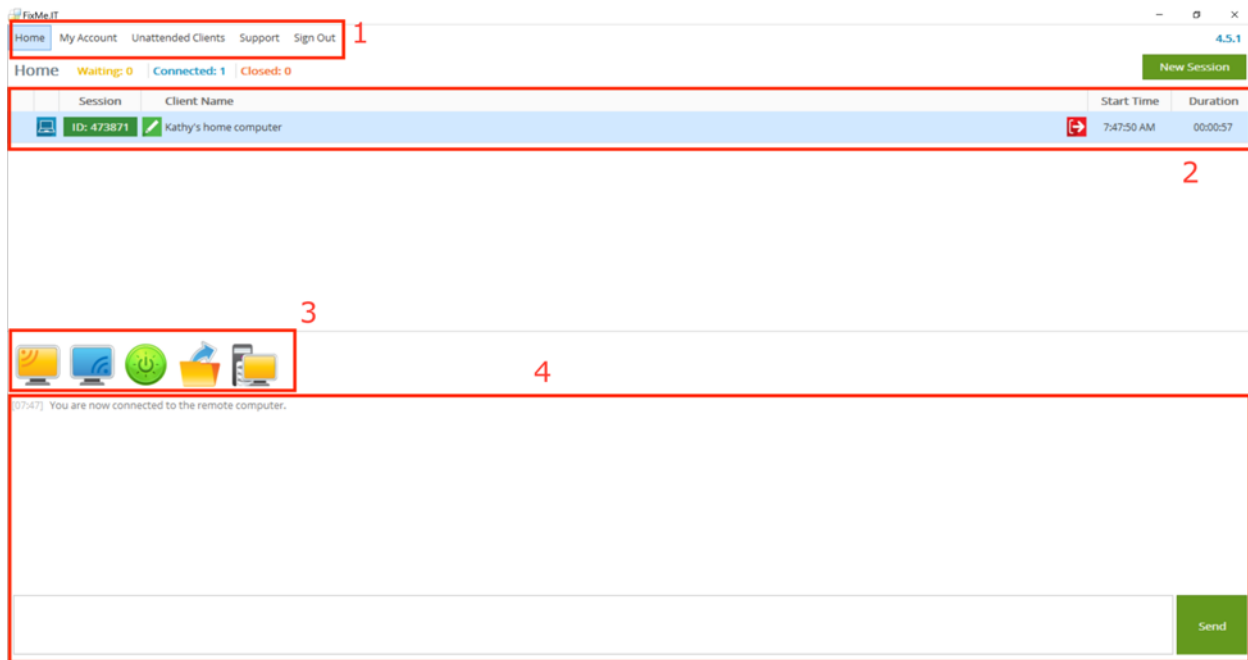 FixMe.IT
Home My Account Unattended Clients Support Sign Out 1
4.5.1
Home Waiting: 0 Connected: 1 Closed: 0 New Session
Session Client Name Start Time Duration
ID: 473871 Kathy's home computer 7:47:50 AM 00:00:57
2
3
4
[07:47] You are now connected to the remote computer.
Send